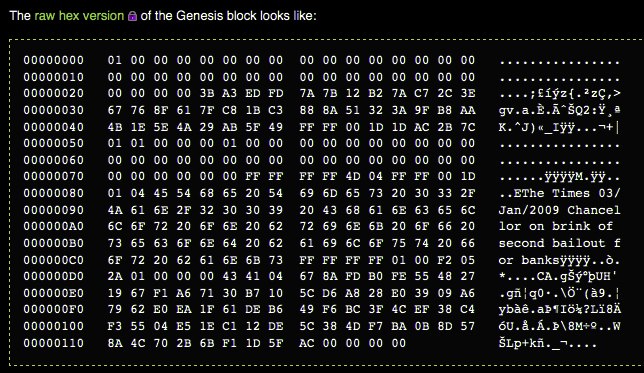 The raw hex version of the Genesis block looks like:
00000000 01 00 00 00 00 00 00 00 00 00 00 00 00 00 00 00 ................
00000010 00 00 00 00 00 00 00 00 00 00 00 00 00 00 00 00 ................
00000020 00 00 00 00 3B A3 ED FD 7A 7B 12 B2 7A C7 2C 3E ....;£íýz{.²zÇ,>
00000030 67 76 8F 61 7F C8 1B C3 88 8A 51 32 3A 9F B8 AA gv.a.È.ÃˆŠQ2:Ÿ¸ª
00000040 4B 1E 5E 4A 29 AB 5F 49 FF FF 00 1D 1D AC 2B 7C K.^J)«_Iÿÿ...¬+|
00000050 01 01 00 00 00 01 00 00 00 00 00 00 00 00 00 00 ................
00000060 00 00 00 00 00 00 00 00 00 00 00 00 00 00 00 00 ................
00000070 00 00 00 00 00 00 FF FF FF FF 4D 04 FF FF 00 1D ......ÿÿÿÿM.ÿÿ..
00000080 01 04 45 54 68 65 20 54 69 6D 65 73 20 30 33 2F ..EThe Times 03/
00000090 4A 61 6E 2F 32 30 30 39 20 43 68 61 6E 63 65 6C Jan/2009 Chancel
000000A0 6C 6F 72 20 6F 6E 20 62 72 69 6E 6B 20 6F 66 20 lor on brink of
000000B0 73 65 63 6F 6E 64 20 62 61 69 6C 6F 75 74 20 66 second bailout f
000000C0 6F 72 20 62 61 6E 6B 73 FF FF FF FF 01 00 F2 05 or banksÿÿÿÿ..ò.
000000D0 2A 01 00 00 00 43 41 04 67 8A FD B0 FE 55 48 27 *....CA.gŠý°þUH'
000000E0 19 67 F1 A6 71 30 B7 10 5C D6 A8 28 E0 39 09 A6 .gñ¦q0·.\Ö¨(à9.¦
000000F0 79 62 E0 EA 1F 61 DE B6 49 F6 BC 3F 4C EF 38 C4 ybàê.aÞ¶Iö¼?Lï8Ä
00000100 F3 55 04 E5 1E C1 12 DE 5C 38 4D F7 BA 0B 8D 57 óU.å.Á.Þ\8M÷º..W
00000110 8A 4C 70 2B 6B F1 1D 5F AC 00 00 00 00 ŠLp+kñ._¬....